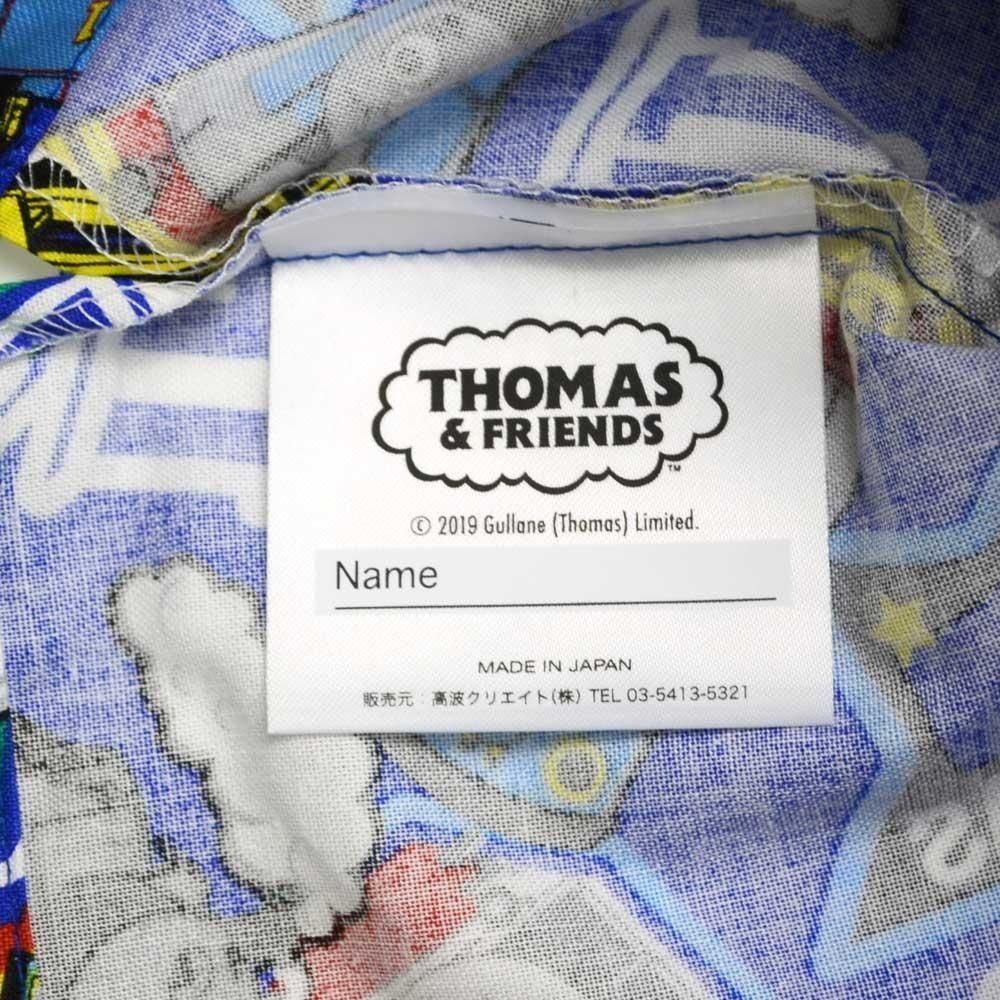 THOMAS
& FRIENDS
™
© 2019 Gullane (Thomas) Limited.
Name
MADE IN JAPAN
販売元：高波クリエイト(株) TEL 03-5413-5321